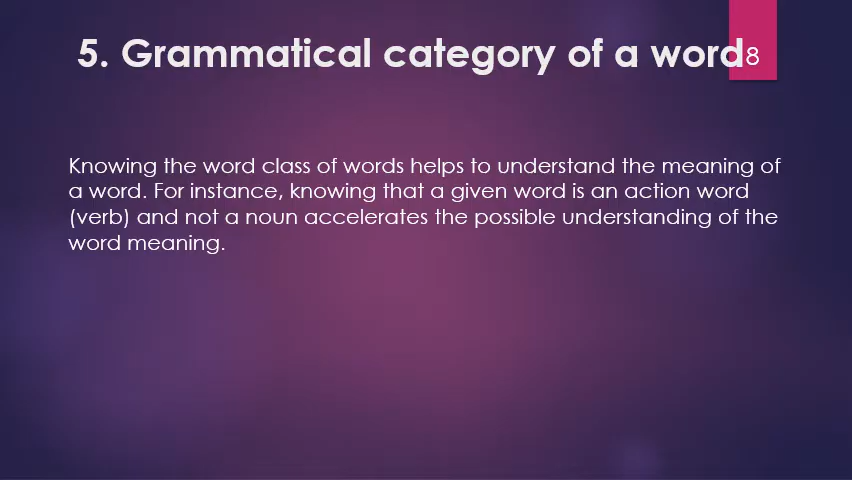 5. Grammatical category of a word
8
Knowing the word class of words helps to understand the meaning of
a word. For instance, knowing that a given word is an action word
(verb) and not a noun accelerates the possible understanding of the
word meaning.